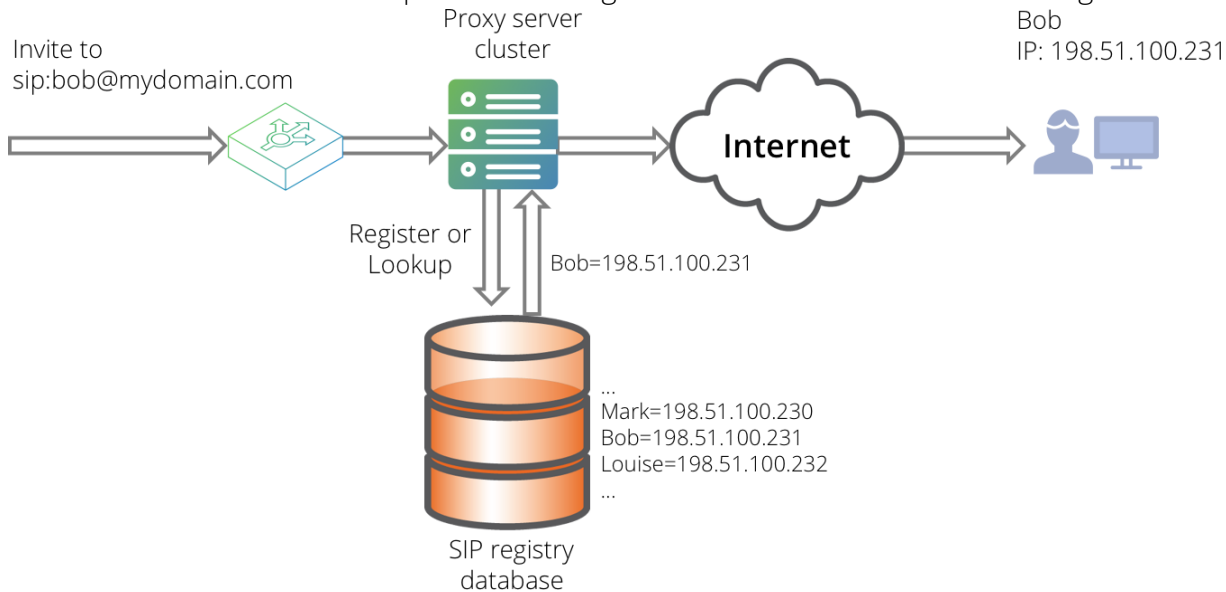 Proxy server
cluster
Bob
IP: 198.51.100.231
Invite to
sip:bob@mydomain.com
Internet
Register or
Lookup
Bob=198.51.100.231
...
Mark=198.51.100.230
Bob=198.51.100.231
Louise=198.51.100.232
...
SIP registry
database